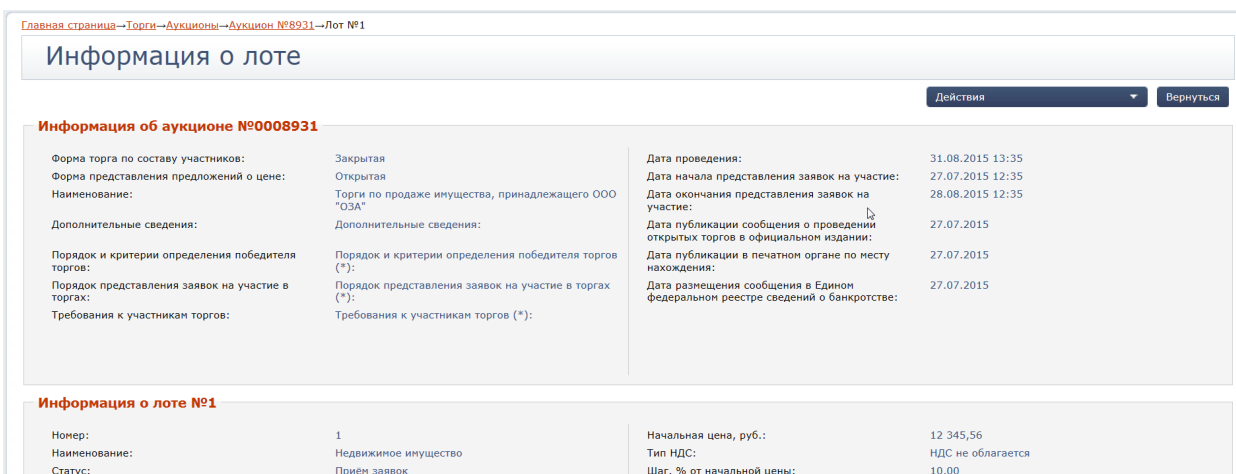 Главная страница→Торги→Аукционы→Аукцион №8931→Лот №1
Информация о лоте
Действия Вернуться
Информация об аукционе №0008931
Форма торга по составу участников: Закрытая
Форма представления предложений о цене: Открытая
Наименование: Торги по продаже имущества, принадлежащего ООО
"ОЗА"
Дополнительные сведения: Дополнительные сведения:
Порядок и критерии определения победителя
торгов:
Порядок и критерии определения победителя торгов
(*):
Порядок представления заявок на участие в
торгах:
Порядок представления заявок на участие в торгах
(*):
Требования к участникам торгов: Требования к участникам торгов (*):
Дата проведения: 31.08.2015 13:35
Дата начала представления заявок на участие: 27.07.2015 12:35
Дата окончания представления заявок на
участие:
28.08.2015 12:35
Дата публикации сообщения о проведении
открытых торгов в официальном издании:
27.07.2015
Дата публикации в печатном органе по месту
нахождения:
27.07.2015
Дата размещения сообщения в Едином
федеральном реестре сведений о банкротстве:
27.07.2015
Информация о лоте №1
Номер: 1
Наименование: Недвижимое имущество
Статус: Приём заявок
Начальная цена, руб.: 12 345,56
Тип НДС: НДС не облагается
Шаг, % от начальной цены: 10,00